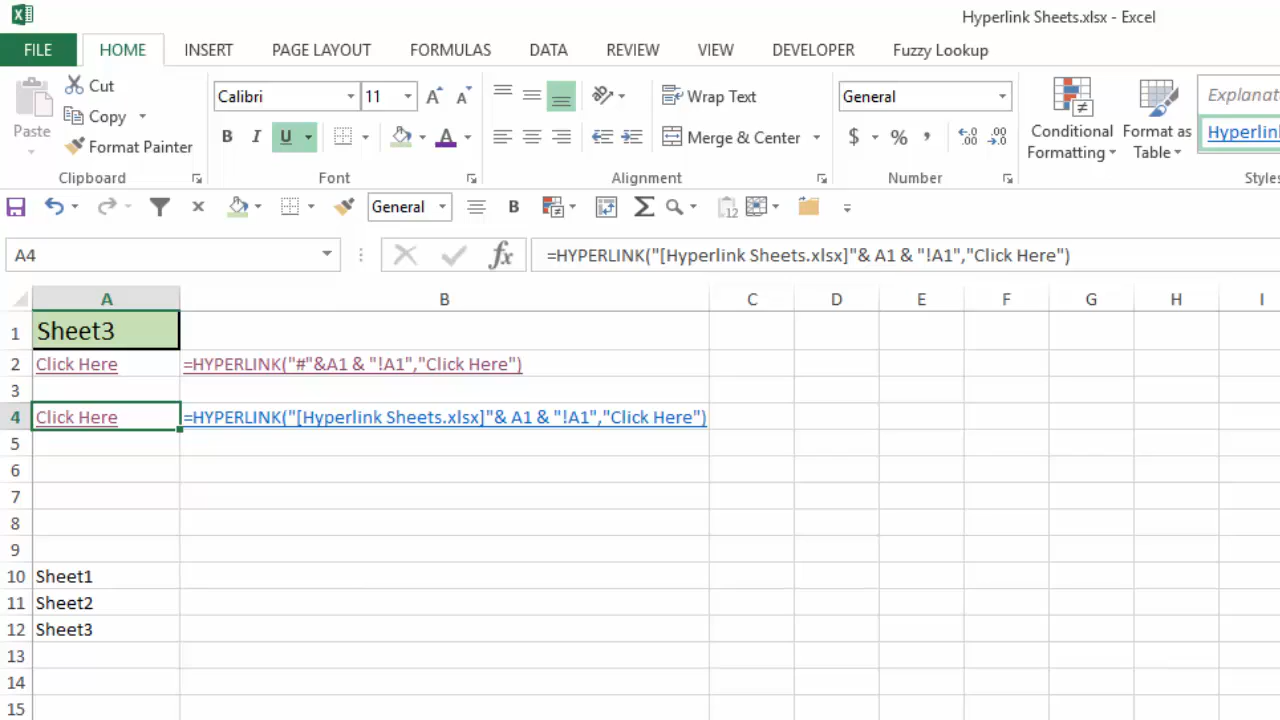 Hyperlink Sheets.xlsx - Excel
FILE HOME INSERT PAGE LAYOUT FORMULAS DATA REVIEW VIEW DEVELOPER Fuzzy Lookup
Paste
Cut
Copy
Format Painter
Clipboard
Calibri 11
B I U
Font
Wrap Text
Merge & Center
Alignment
General
$ % ,
Number
Conditional Formatting
Format as Table
Explanat
Hyperlin
Styles
General B Σ 12
A4 fx =HYPERLINK("[Hyperlink Sheets.xlsx]"& A1 & "!A1","Click Here")
A B C D E F G H I
1 Sheet3
2 Click Here =HYPERLINK("#"&A1 & "!A1","Click Here")
3
4 Click Here =HYPERLINK("[Hyperlink Sheets.xlsx]"& A1 & "!A1","Click Here")
5
6
7
8
9
10 Sheet1
11 Sheet2
12 Sheet3
13
14
15